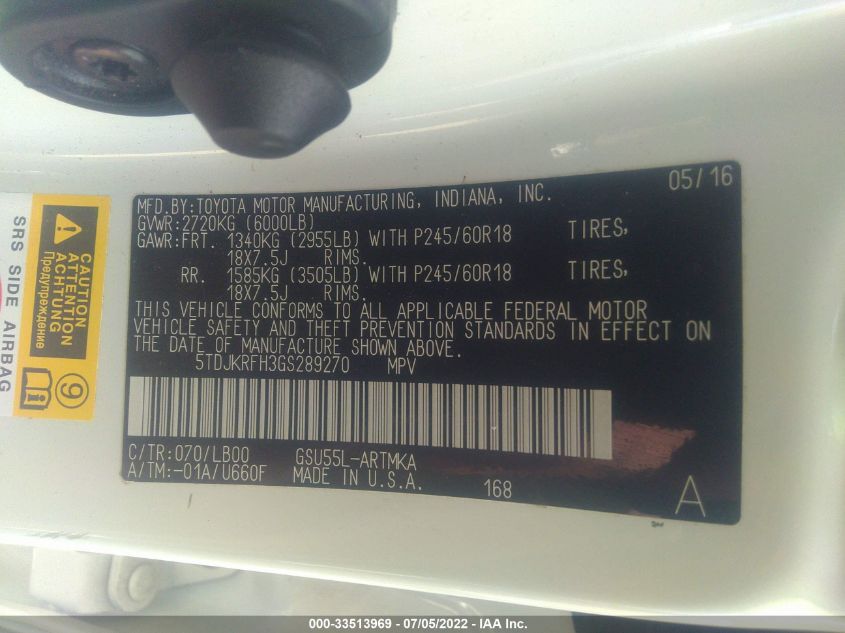 MFD.BY:TOYOTA MOTOR MANUFACTURING, INDIANA, INC. 05/16
GVWR:2720KG (6000LB)
GAWR:FRT. 1340KG (2955LB) WITH P245/60R18 TIRES,
18X7.5J RIMS.
RR. 1585KG (3505LB) WITH P245/60R18 TIRES,
18X7.5J RIMS.
THIS VEHICLE CONFORMS TO ALL APPLICABLE FEDERAL MOTOR
VEHICLE SAFETY AND THEFT PREVENTION STANDARDS IN EFFECT ON
THE DATE OF MANUFACTURE SHOWN ABOVE.
5TDJKRFH3GS289270 MPV
C/TR:070/LB00 GSU55L-ARTMKA
A/TM:-01A/U660F MADE IN U.S.A. 168 A
SRS SIDE AIRBAG
CAUTION
ATTENTION
ACHTUNG
Предупреждение
9
000-33513969 - 07/05/2022 - IAA Inc.